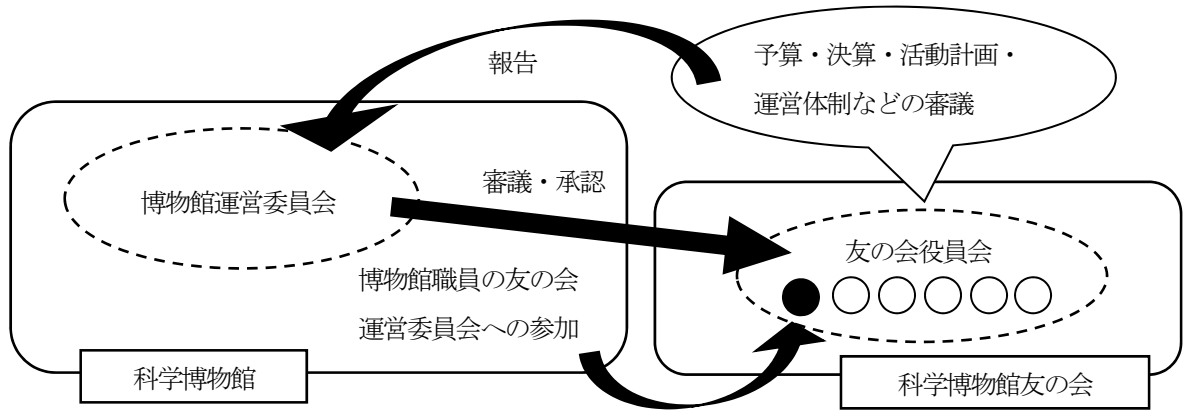 報告
予算・決算・活動計画・
運営体制などの審議
博物館運営委員会
審議・承認
友の会役員会
博物館職員の友の会
運営委員会への参加
科学博物館
科学博物館友の会